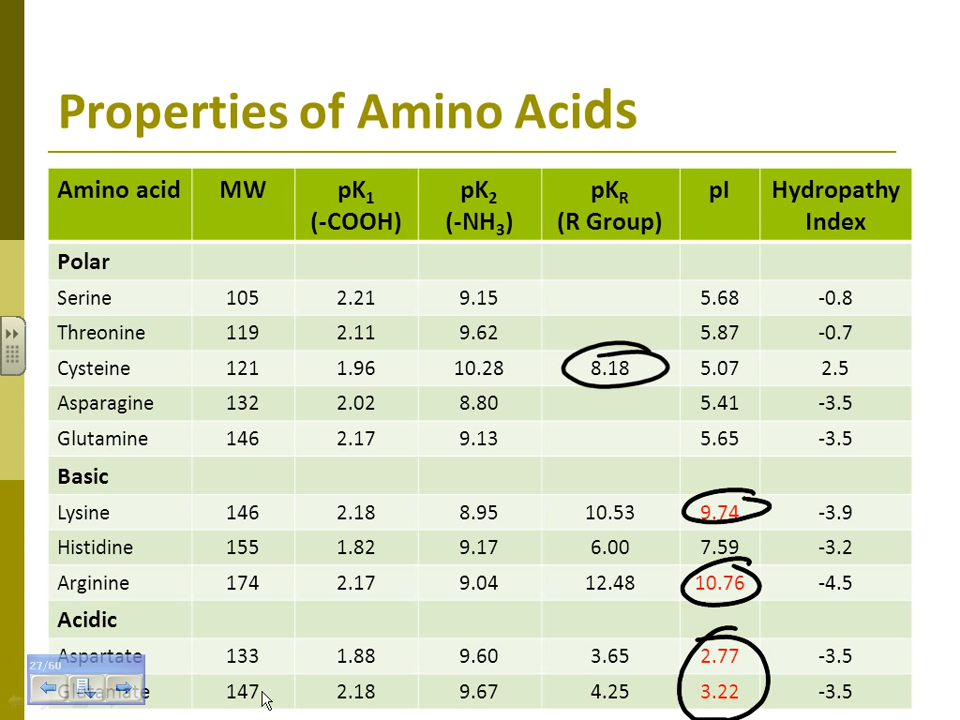 Properties of Amino Acids
Amino acid MW pK1 (-COOH) pK2 (-NH3) pKR (R Group) pI Hydropathy Index
Polar
Serine 105 2.21 9.15 5.68 -0.8
Threonine 119 2.11 9.62 5.87 -0.7
Cysteine 121 1.96 10.28 8.18 5.07 2.5
Asparagine 132 2.02 8.80 5.41 -3.5
Glutamine 146 2.17 9.13 5.65 -3.5
Basic
Lysine 146 2.18 8.95 10.53 9.74 -3.9
Histidine 155 1.82 9.17 6.00 7.59 -3.2
Arginine 174 2.17 9.04 12.48 10.76 -4.5
Acidic
Aspartate 133 1.88 9.60 3.65 2.77 -3.5
27/60
Glutamate 147 2.18 9.67 4.25 3.22 -3.5